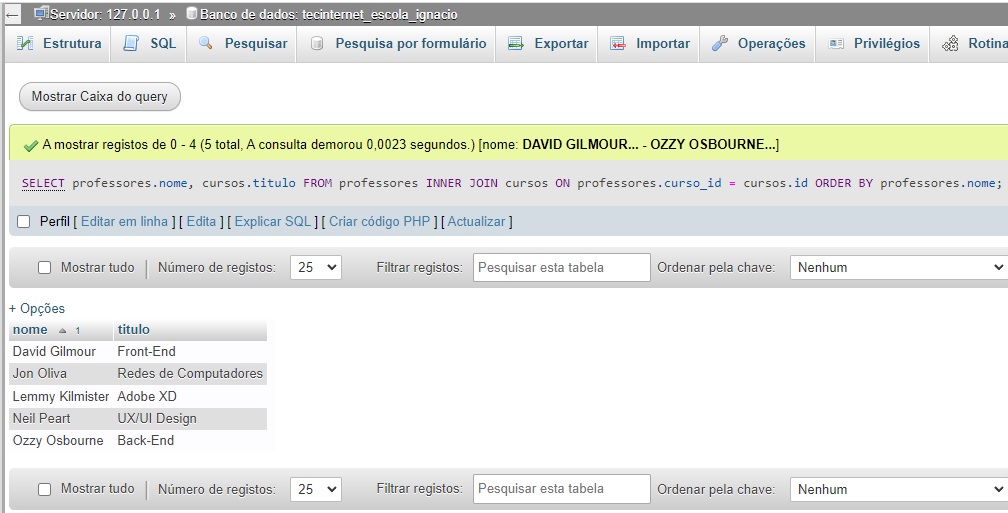 Servidor: 127.0.0.1 » Banco de dados: tecinternet_escola_ignacio
Estrutura SQL Pesquisar Pesquisa por formulário Exportar Importar Operações Privilégios Rotina
Mostrar Caixa do query
A mostrar registos de 0 - 4 (5 total, A consulta demorou 0,0023 segundos.) [nome: DAVID GILMOUR... - OZZY OSBOURNE...]
SELECT professores.nome, cursos.titulo FROM professores INNER JOIN cursos ON professores.curso_id = cursos.id ORDER BY professores.nome;
Perfil [ Editar em linha ] [ Edita ] [ Explicar SQL ] [ Criar código PHP ] [ Actualizar ]
Mostrar tudo | Número de registos: 25 Filtrar registos: Pesquisar esta tabela Ordenar pela chave: Nenhum
+ Opções
nome 1 titulo
David Gilmour Front-End
Jon Oliva Redes de Computadores
Lemmy Kilmister Adobe XD
Neil Peart UX/UI Design
Ozzy Osbourne Back-End
Mostrar tudo | Número de registos: 25 Filtrar registos: Pesquisar esta tabela Ordenar pela chave: Nenhum